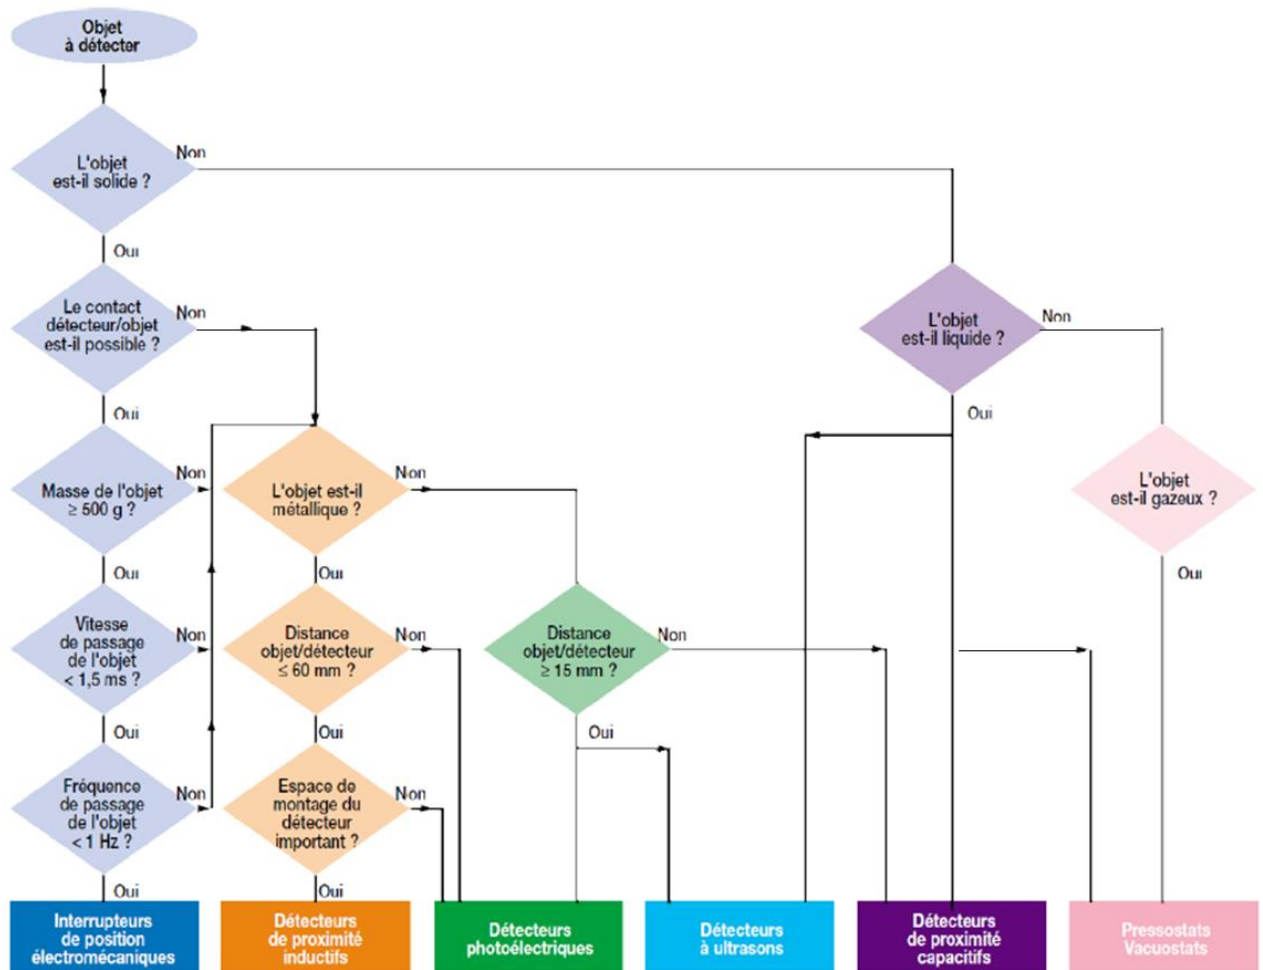 Objet
à détecter
L'objet
est-il solide ?
Non
Oui
Le contact
détecteur/objet
est-il possible ?
Non
Oui
L'objet
est-il liquide ?
Non
Oui
Masse de l'objet
≥ 500 g ?
Non
Oui
L'objet est-il
métallique ?
Non
Oui
L'objet
est-il gazeux ?
Oui
Vitesse
de passage
de l'objet
< 1,5 ms ?
Non
Oui
Distance
objet/détecteur
≤ 60 mm ?
Non
Oui
Distance
objet/détecteur
≥ 15 mm ?
Non
Oui
Fréquence
de passage
de l'objet
< 1 Hz ?
Non
Oui
Espace de
montage du
détecteur
important ?
Non
Oui
Interrupteurs
de position
électromécaniques
Détecteurs
de proximité
inductifs
Détecteurs
photoélectriques
Détecteurs
à ultrasons
Détecteurs
de proximité
capacitifs
Pressostats
Vacuostats